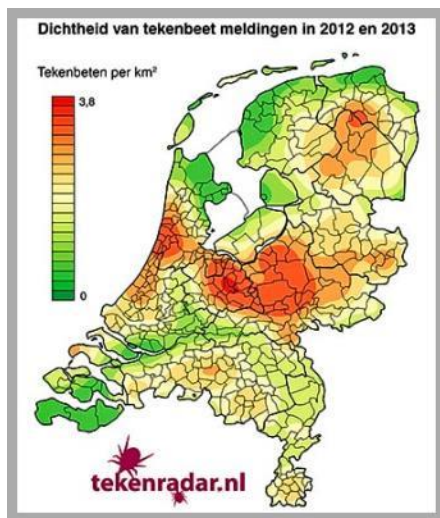 Dichtheid van tekenbeet meldingen in 2012 en 2013
Tekenbeten per km²
3,8
0
tekenradar.nl